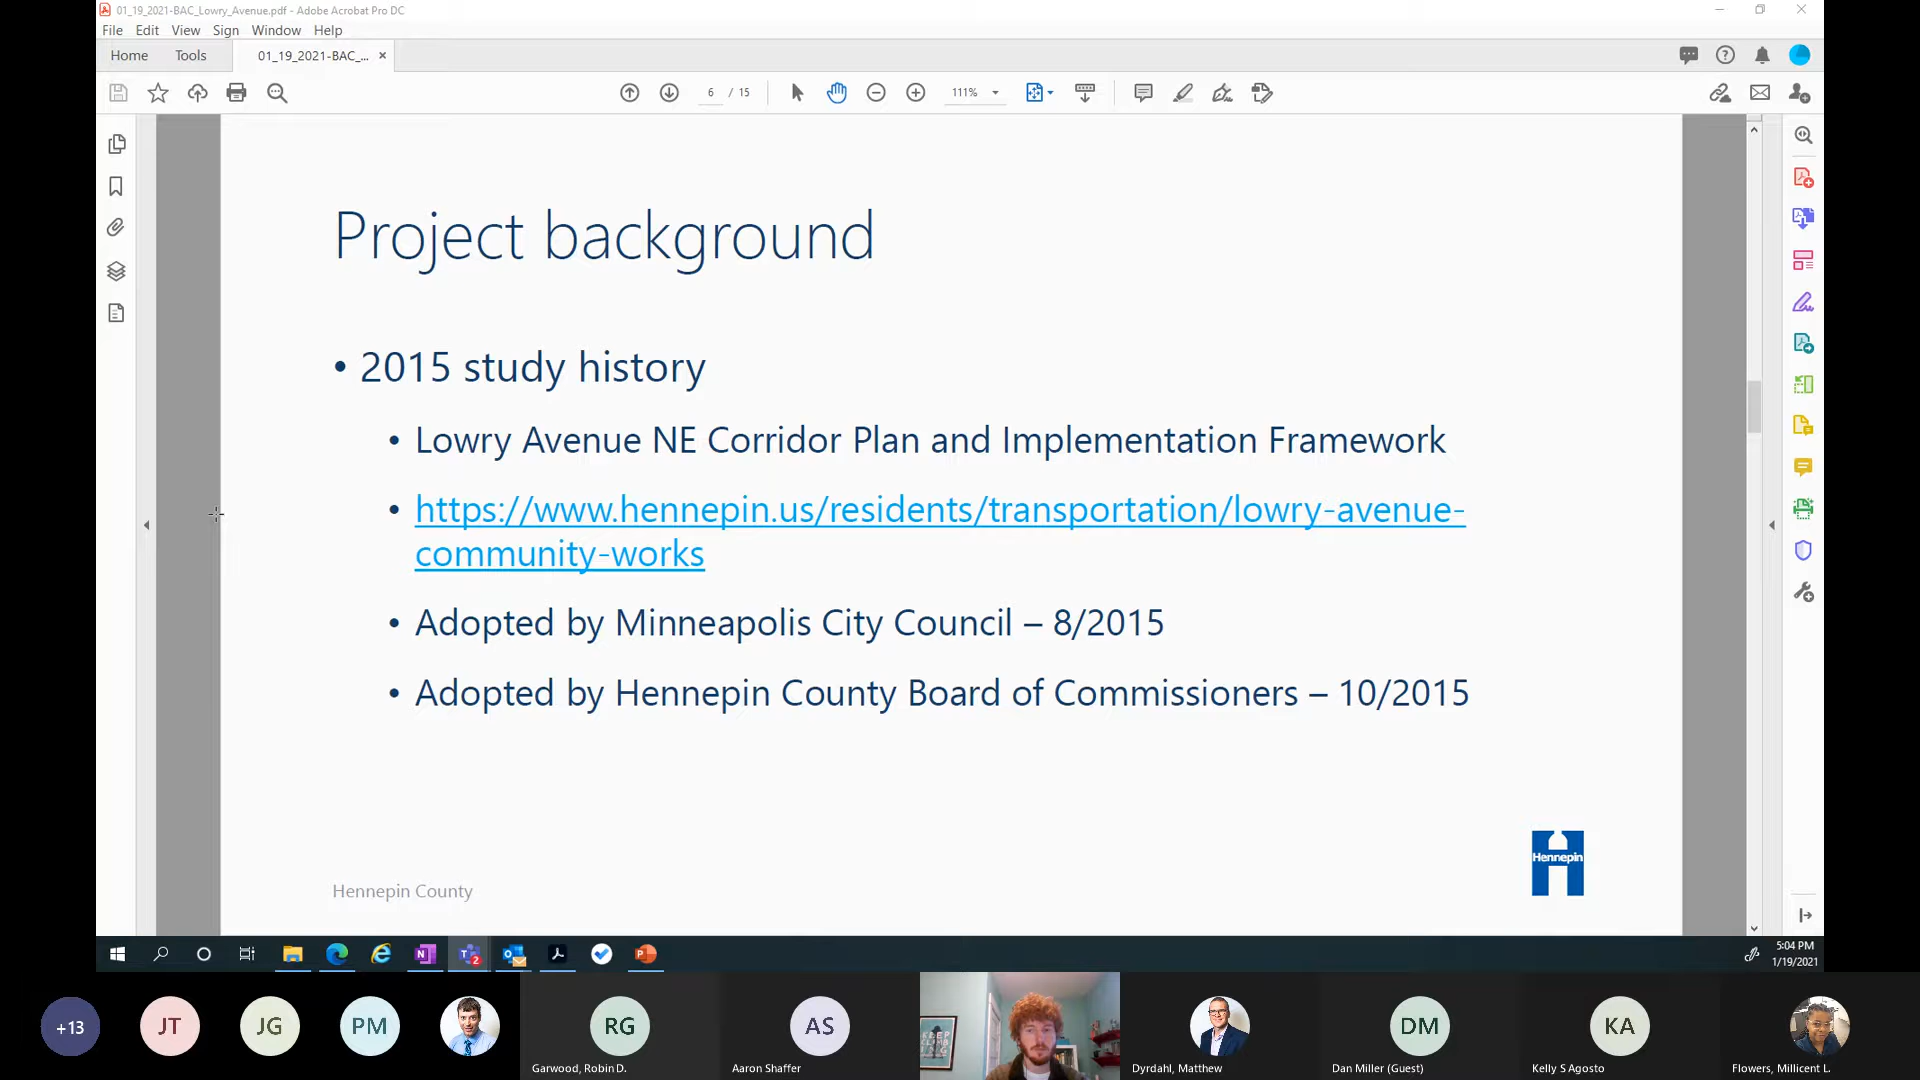 01_19_2021-BAC_Lowry_Avenue.pdf - Adobe Acrobat Pro DC
File Edit View Window Help
Home Tools 01_19_2021-BAC_... ×
6 / 15 111%
Project background
• 2015 study history
• Lowry Avenue NE Corridor Plan and Implementation Framework
• https://www.hennepin.us/residents/transportation/lowry-avenue-
community-works
• Adopted by Minneapolis City Council – 8/2015
• Adopted by Hennepin County Board of Commissioners – 10/2015
Hennepin
Hennepin County
5:04 PM
1/19/2021
+13 JT JG PM RG AS DM KA
Garwood, Robin D. Aaron Shaffer Dyrdahl, Matthew Dan Miller (Guest) Kelly S Agosto Flowers, Millicent L.